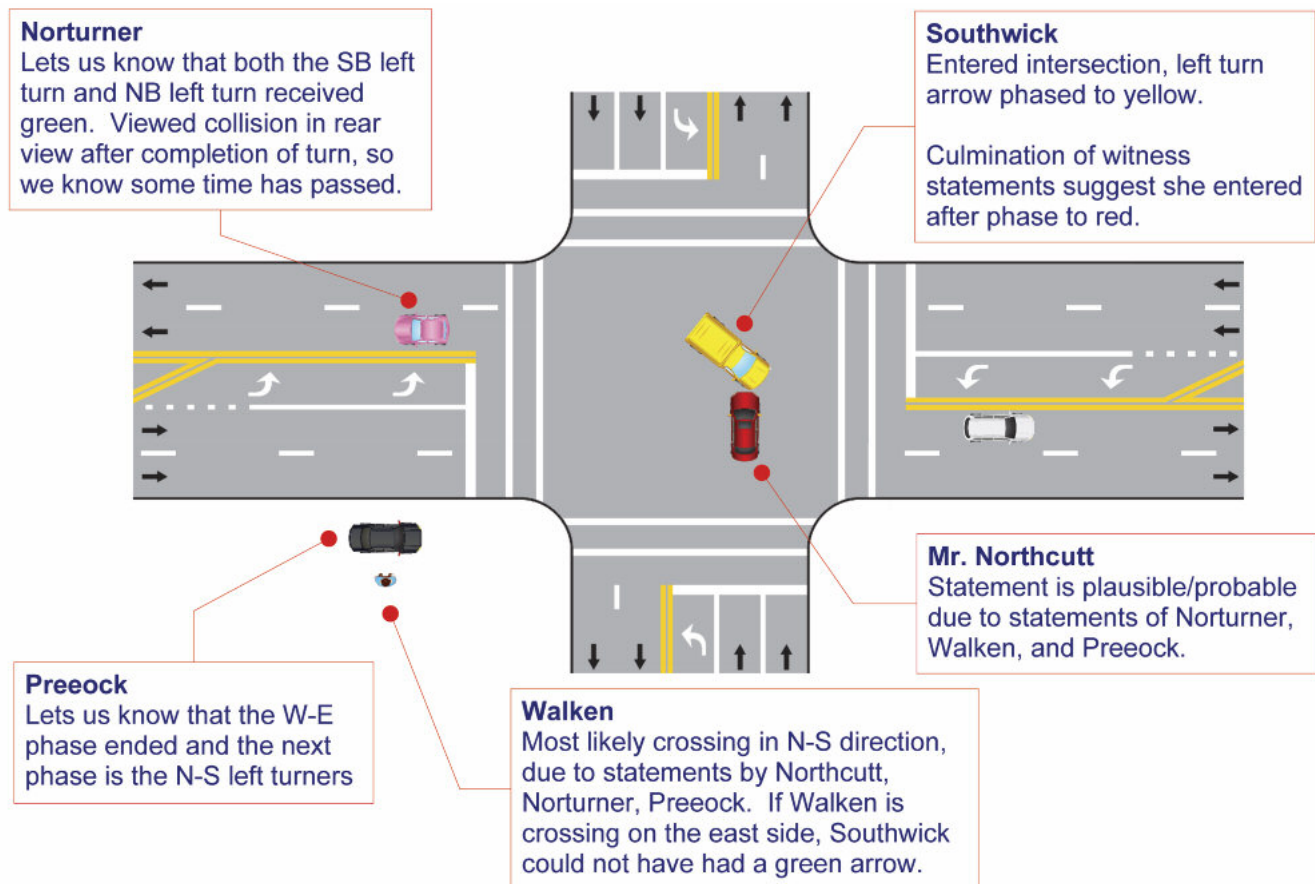 Norturner
Lets us know that both the SB left
turn and NB left turn received
green. Viewed collision in rear
view after completion of turn, so
we know some time has passed.
Southwick
Entered intersection, left turn
arrow phased to yellow.
Culmination of witness
statements suggest she entered
after phase to red.
Mr. Northcutt
Statement is plausible/probable
due to statements of Norturner,
Walken, and Preeock.
Preeock
Lets us know that the W-E
phase ended and the next
phase is the N-S left turners
Walken
Most likely crossing in N-S direction,
due to statements by Northcutt,
Norturner, Preeock. If Walken is
crossing on the east side, Southwick
could not have had a green arrow.